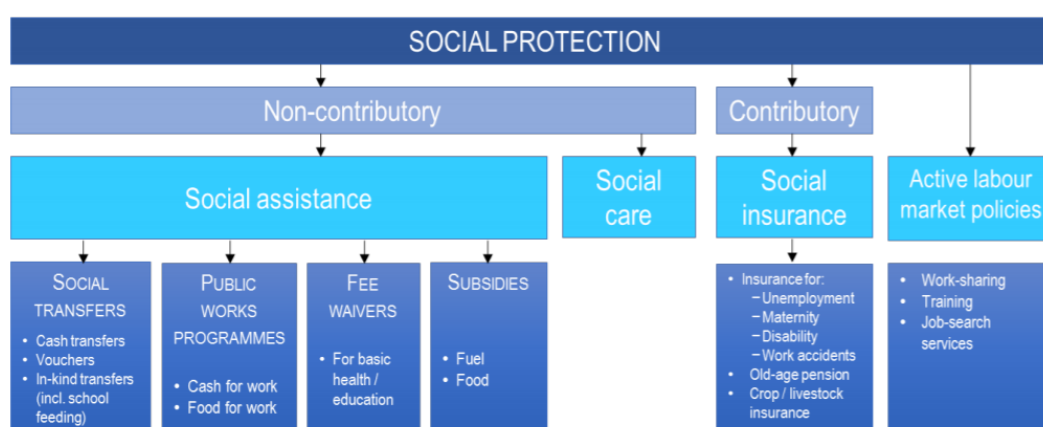 SOCIAL PROTECTION
Non-contributory
Contributory
Social assistance
Social
care
Social
insurance
Active labour
market policies
SOCIAL
TRANSFERS
• Cash transfers
• Vouchers
• In-kind transfers
(incl. school
feeding)
PUBLIC
WORKS
PROGRAMMES
• Cash for work
• Food for work
FEE
WAIVERS
• For basic
health /
education
SUBSIDIES
• Fuel
• Food
• Insurance for:
– Unemployment
– Maternity
– Disability
– Work accidents
• Old-age pension
• Crop / livestock
insurance
• Work-sharing
• Training
• Job-search
services